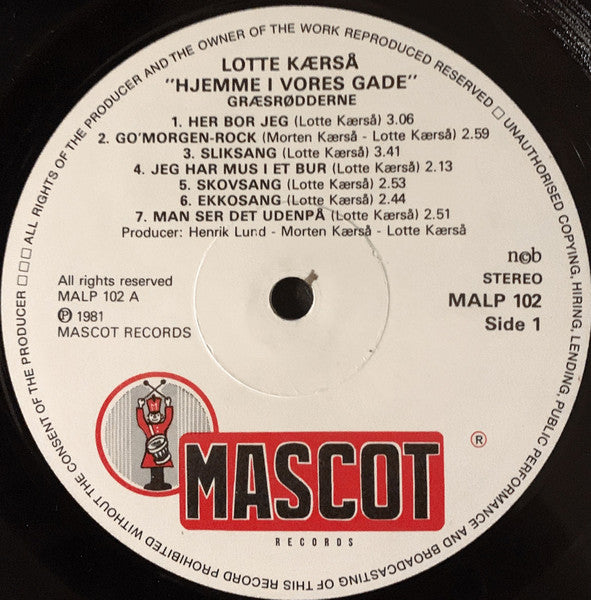 ALL RIGHTS OF THE PRODUCER AND THE OWNER OF THE WORK REPRODUCED RESERVED □ UNAUTHORISED COPYING, HIRING, LENDING, PUBLIC PERFORMANCE AND BROADCASTING OF THIS RECORD PROHIBITED WITHOUT THE CONSENT OF THE PRODUCER □□□
LOTTE KÆRSÅ
"HJEMME I VORES GADE"
GRÆSRØDDERNE
1. HER BOR JEG (Lotte Kærså) 3.06
2. GO'MORGEN-ROCK (Morten Kærså - Lotte Kærså) 2.59
3. SLIKSANG (Lotte Kærså) 3.41
4. JEG HAR MUS I ET BUR (Lotte Kærså) 2.13
5. SKOVSANG (Lotte Kærså) 2.53
6. EKKOSANG (Lotte Kærså) 2.44
7. MAN SER DET UDENPÅ (Lotte Kærså) 2.51
Producer: Henrik Lund - Morten Kærså - Lotte Kærså
All rights reserved
MALP 102 A
℗ 1981
MASCOT RECORDS
n©b
STEREO
MALP 102
Side 1
M
MASCOT
®
RECORDS